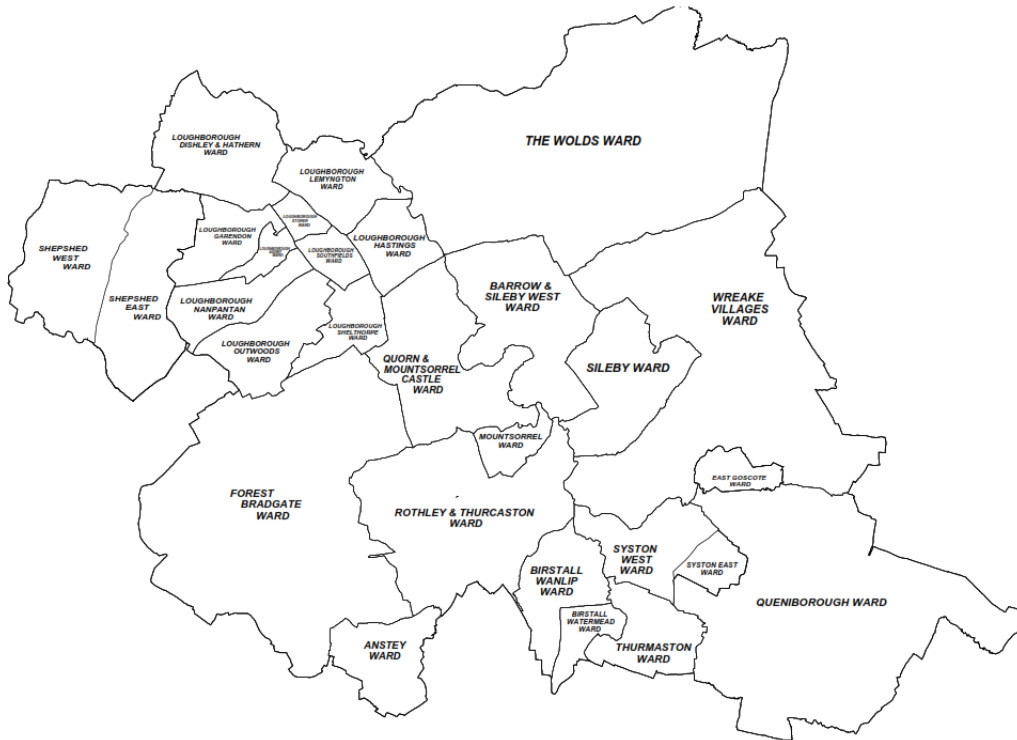 THE WOLDS WARD
LOUGHBOROUGH
DISHLEY & HATHERN
WARD
LOUGHBOROUGH
LEMYNGTON
WARD
LOUGHBOROUGH
STORER
WARD
LOUGHBOROUGH
GARENDON
WARD
LOUGHBOROUGH
WARD
LOUGHBOROUGH
SOUTHFIELDS
WARD
LOUGHBOROUGH
HASTINGS
WARD
SHEPSHED
WEST
WARD
SHEPSHED
EAST
WARD
LOUGHBOROUGH
NANPANTAN
WARD
LOUGHBOROUGH
OUTWOODS
WARD
LOUGHBOROUGH
SHELTHORPE
WARD
BARROW &
SILEBY WEST
WARD
WREAKE
VILLAGES
WARD
QUORN &
MOUNTSORREL
CASTLE
WARD
SILEBY WARD
MOUNTSORREL
WARD
EAST GOSCOTE
WARD
FOREST
BRADGATE
WARD
ROTHLEY & THURCASTON
WARD
SYSTON
WEST
WARD
SYSTON EAST
WARD
BIRSTALL
WANLIP
WARD
QUENIBOROUGH WARD
BIRSTALL
WATERMEAD
WARD
ANSTEY
WARD
THURMASTON
WARD